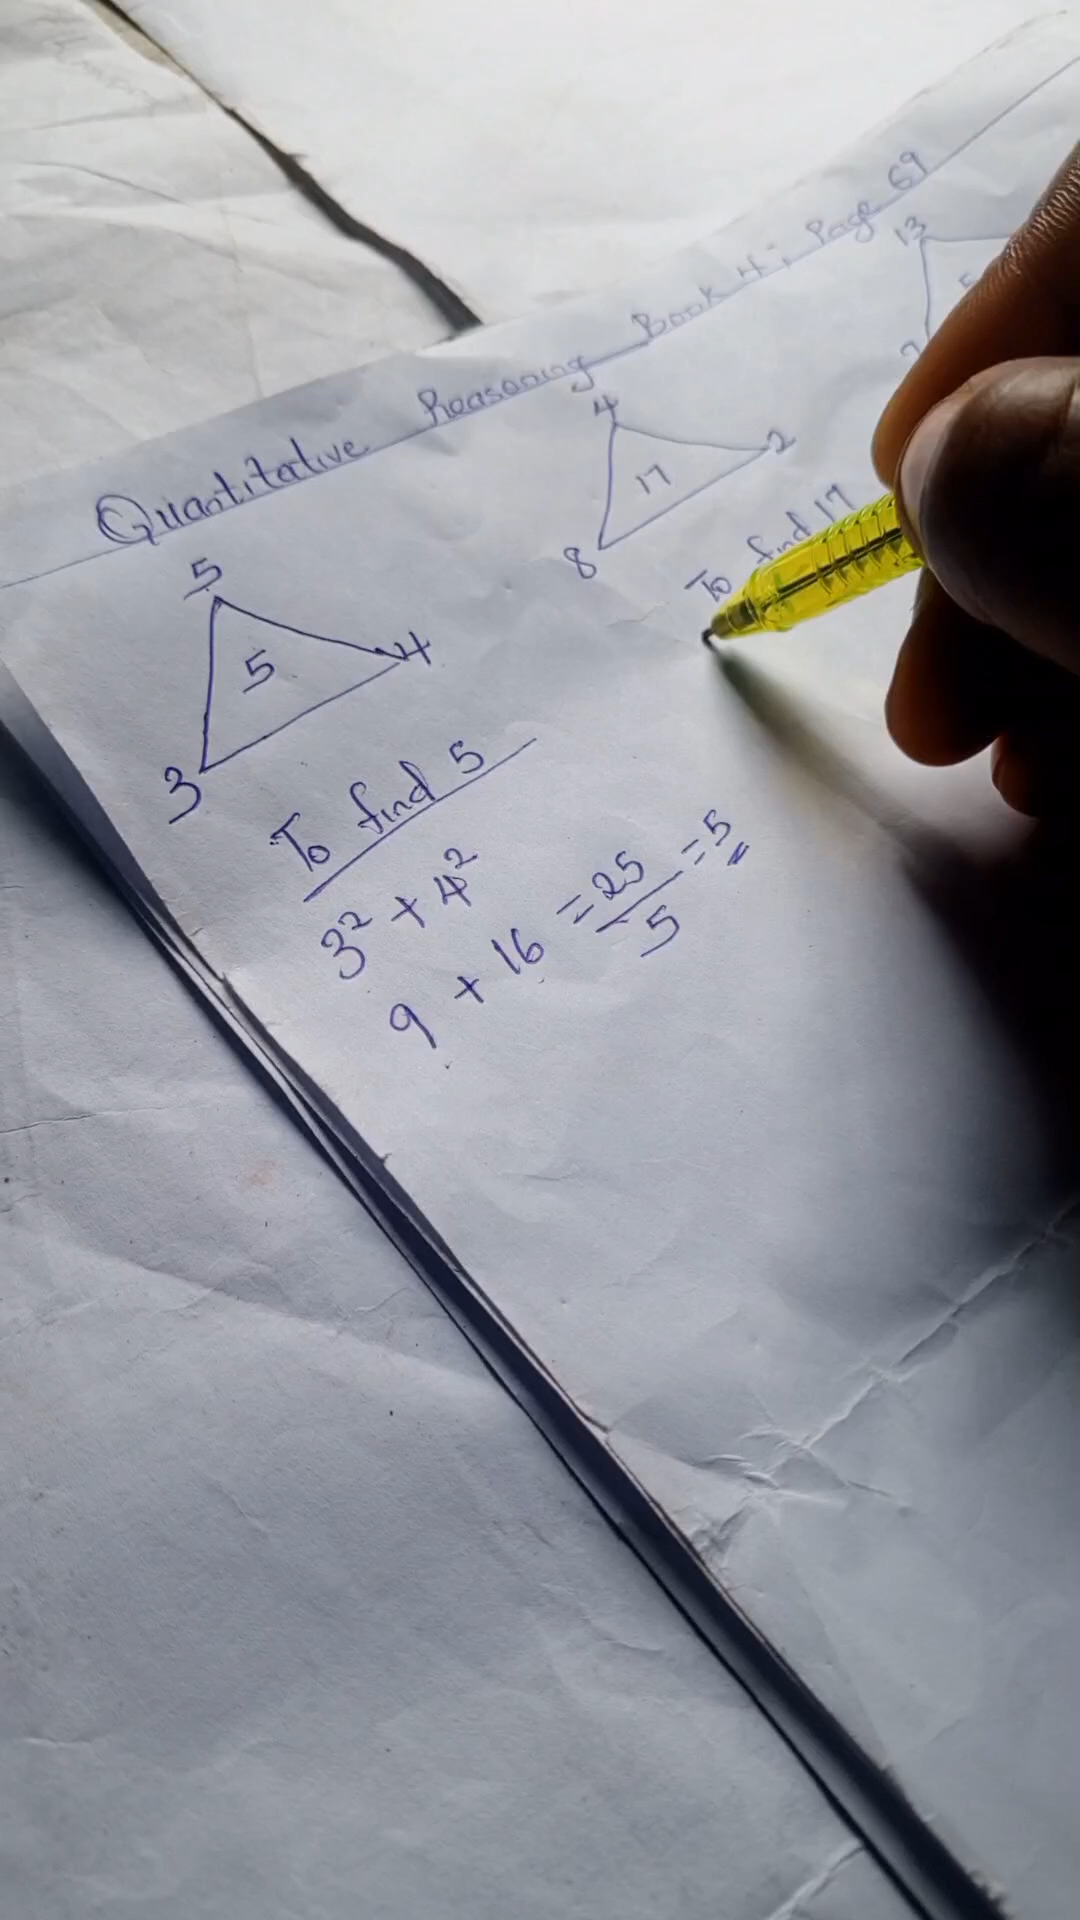 Quantitative Reasoning Book 4; Page 69
5
5
4
3
To find 5
3² + 4²
9 + 16 = 25/5 = 5
4
17
2
8
To find 17
13
5